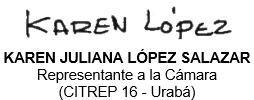 KAREN LÓPEZ
KAREN JULIANA LÓPEZ SALAZAR
Representante a la Cámara
(CITREP 16 - Urabá)